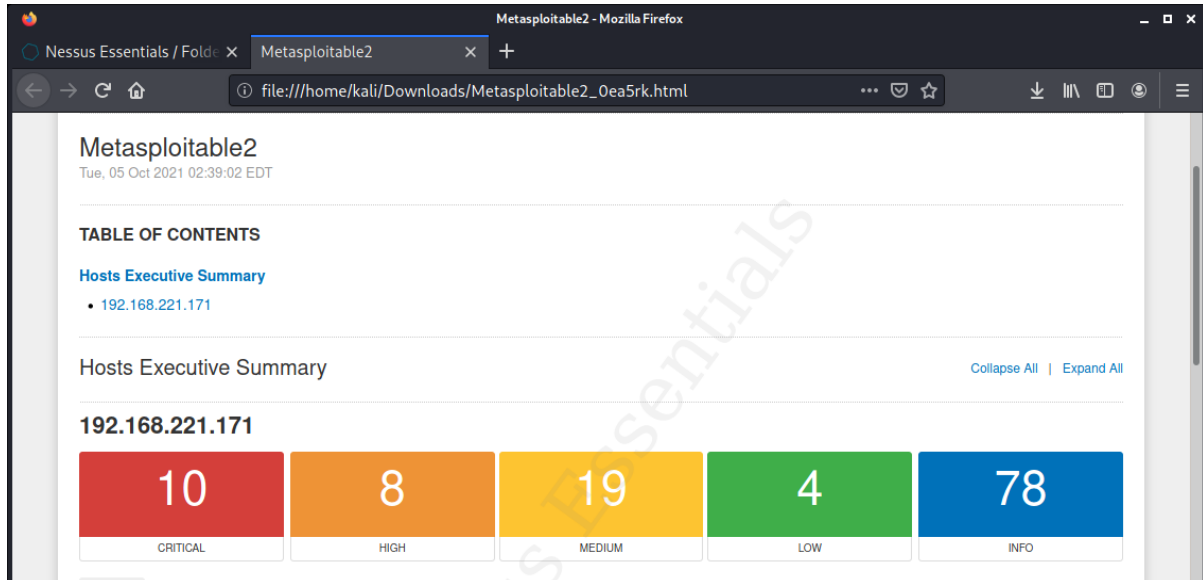 Metasploitable2 - Mozilla Firefox
Nessus Essentials / Folde
Metasploitable2
file:///home/kali/Downloads/Metasploitable2_0ea5rk.html
Metasploitable2
Tue, 05 Oct 2021 02:39:02 EDT
TABLE OF CONTENTS
Hosts Executive Summary
• 192.168.221.171
Hosts Executive Summary
Collapse All | Expand All
192.168.221.171
10 8 19 4 78
CRITICAL HIGH MEDIUM LOW INFO
s Essentials